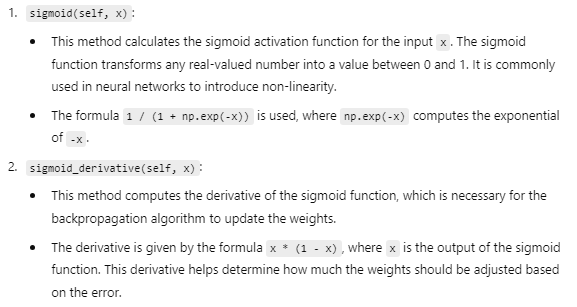 1. sigmoid(self, x):
• This method calculates the sigmoid activation function for the input x. The sigmoid
function transforms any real-valued number into a value between 0 and 1. It is commonly
used in neural networks to introduce non-linearity.
• The formula 1 / (1 + np.exp(-x)) is used, where np.exp(-x) computes the exponential
of -x.
2. sigmoid_derivative(self, x):
• This method computes the derivative of the sigmoid function, which is necessary for the
backpropagation algorithm to update the weights.
• The derivative is given by the formula x * (1 - x), where x is the output of the sigmoid
function. This derivative helps determine how much the weights should be adjusted based
on the error.